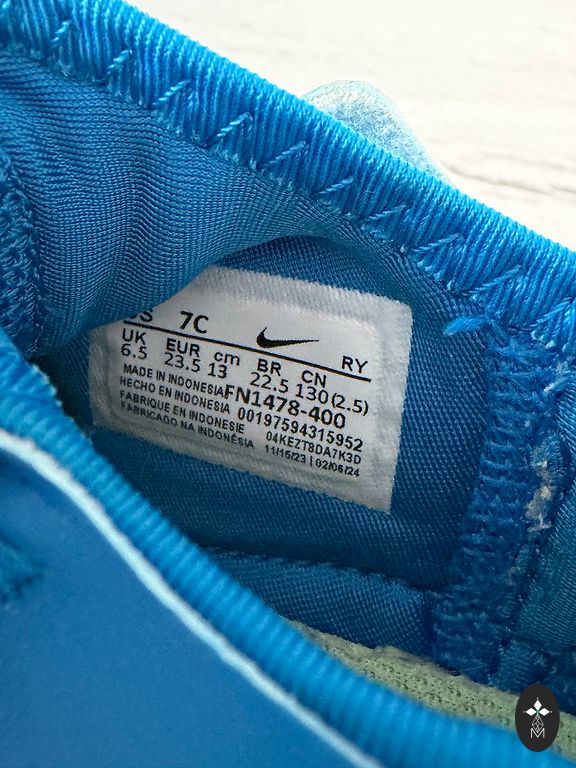 US 7C RY
UK EUR cm BR CN
6.5 23.5 13 22.5 130(2.5)
MADE IN INDONESIA FN1478-400
HECHO EN INDONESIA 00197594315952
FABRIQUÉ EN INDONESIE 04KEZT8DA7K3D
FABRICADO NA INDONÉSIA 11/15/23 | 02/06/24
M